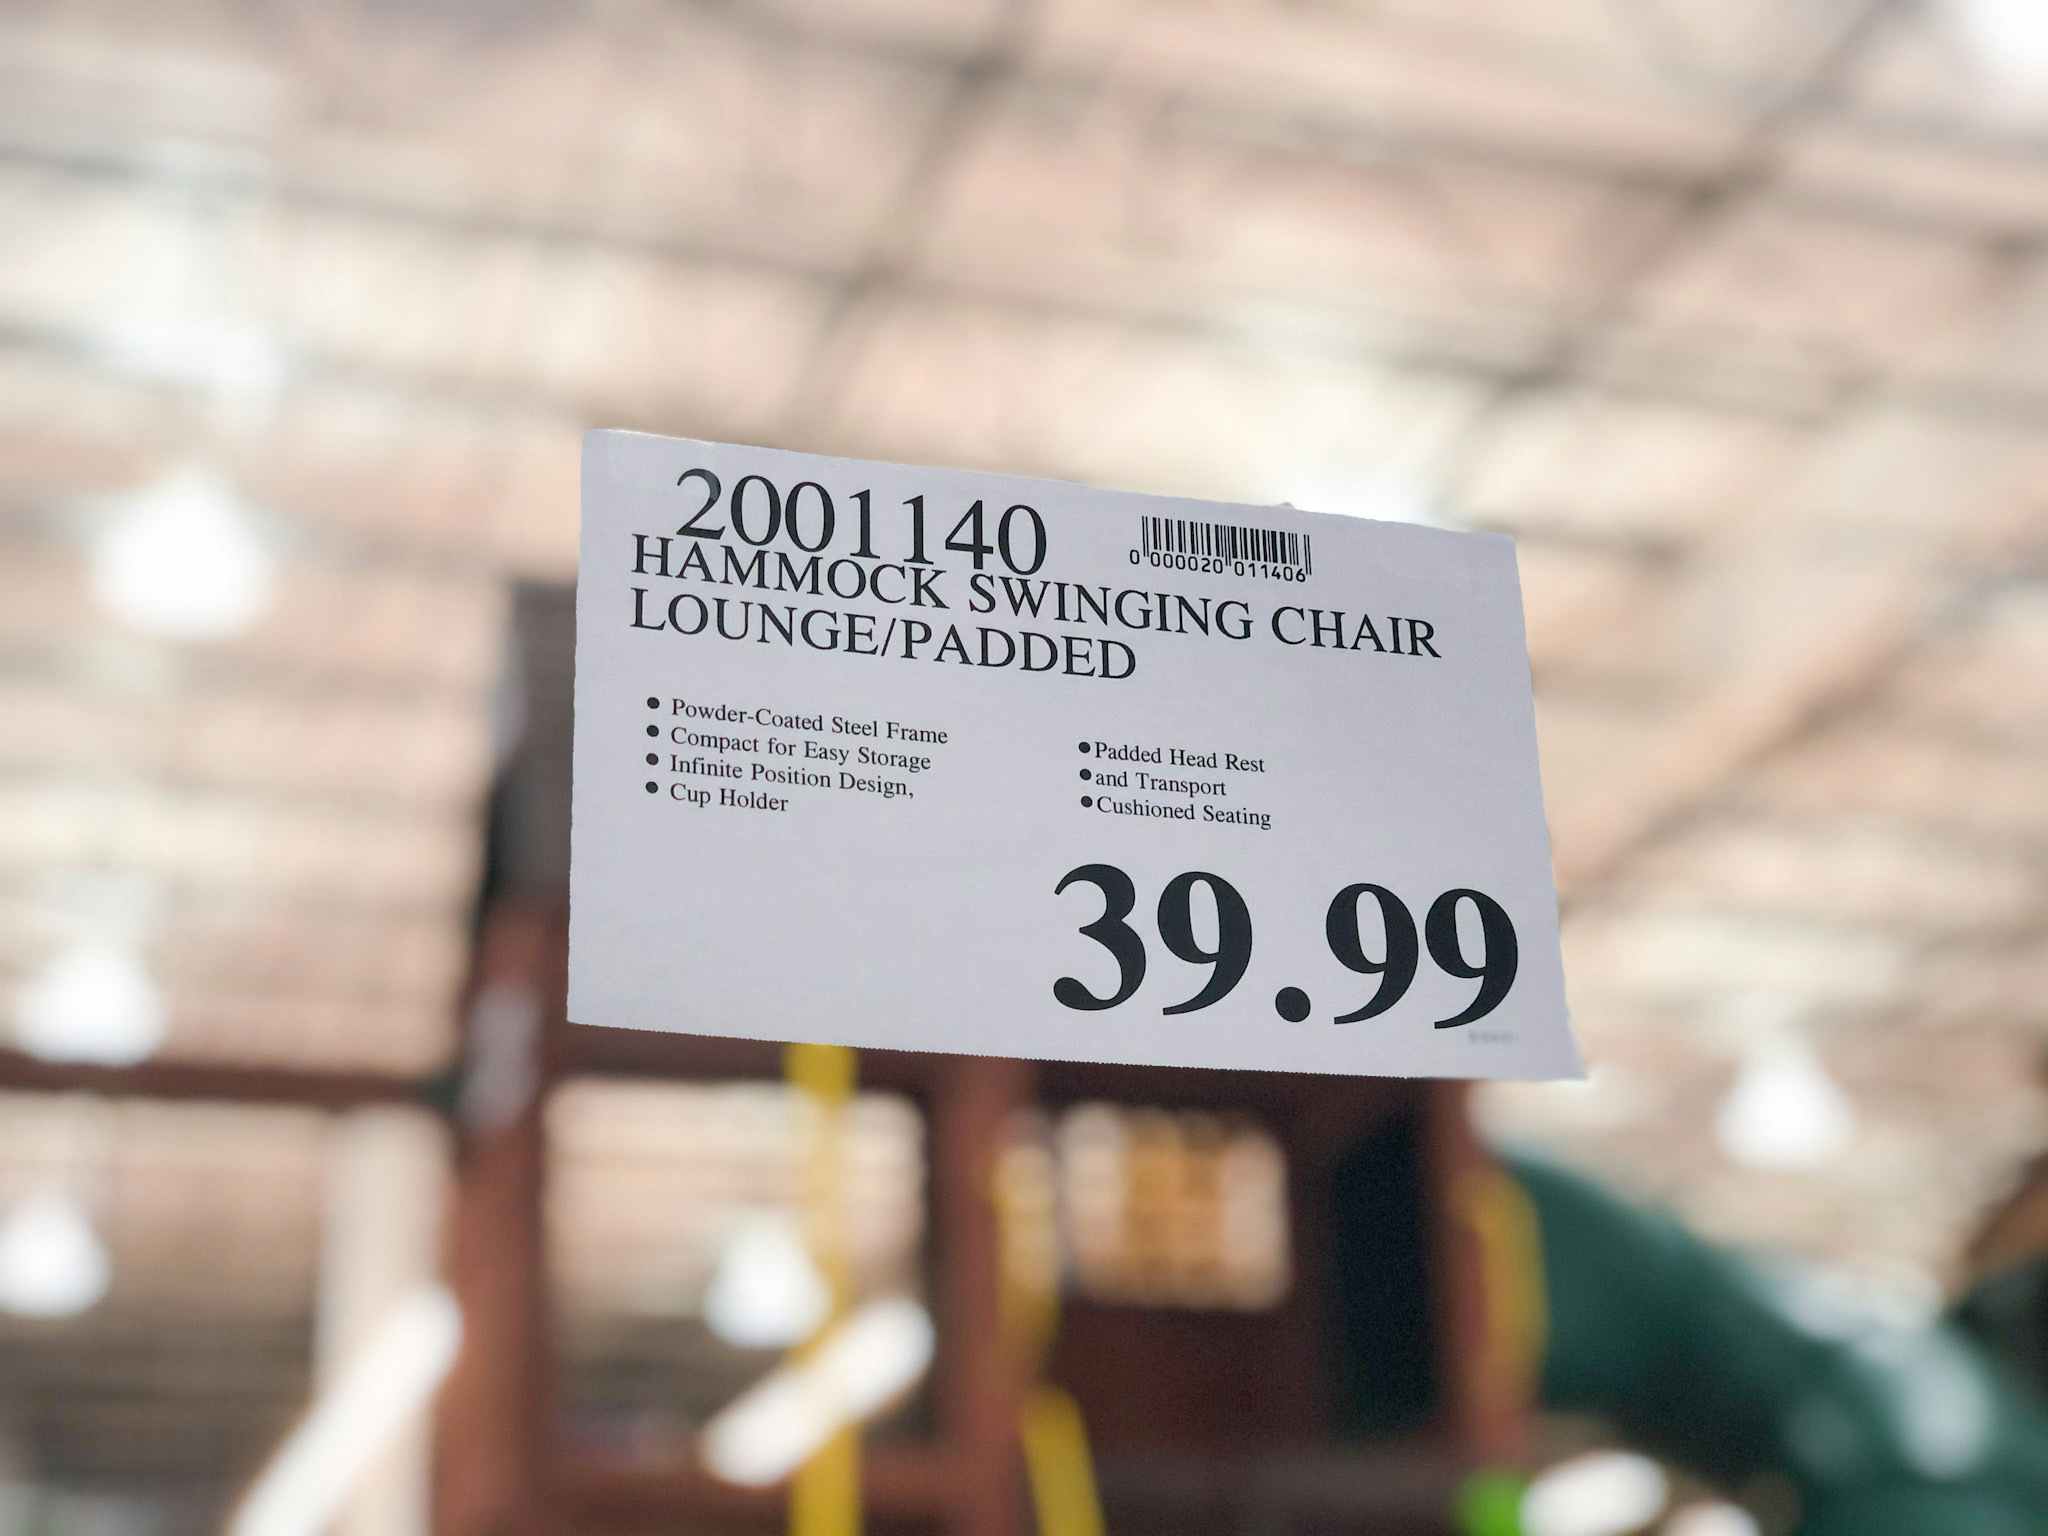 2001140
0 000020 011406
HAMMOCK SWINGING CHAIR
LOUNGE/PADDED
● Powder-Coated Steel Frame
● Compact for Easy Storage
● Infinite Position Design,
● Cup Holder
● Padded Head Rest
● and Transport
● Cushioned Seating
39.99